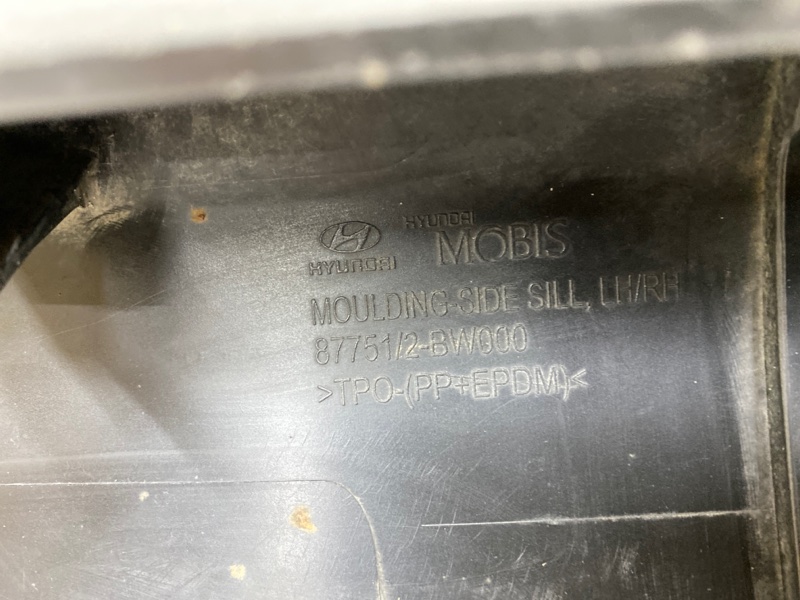 HYUNDAI
HYUNDAI
MOBIS
MOULDING-SIDE SILL, LH/RH
87751/2-BW000
>TPO-(PP+EPDM)<